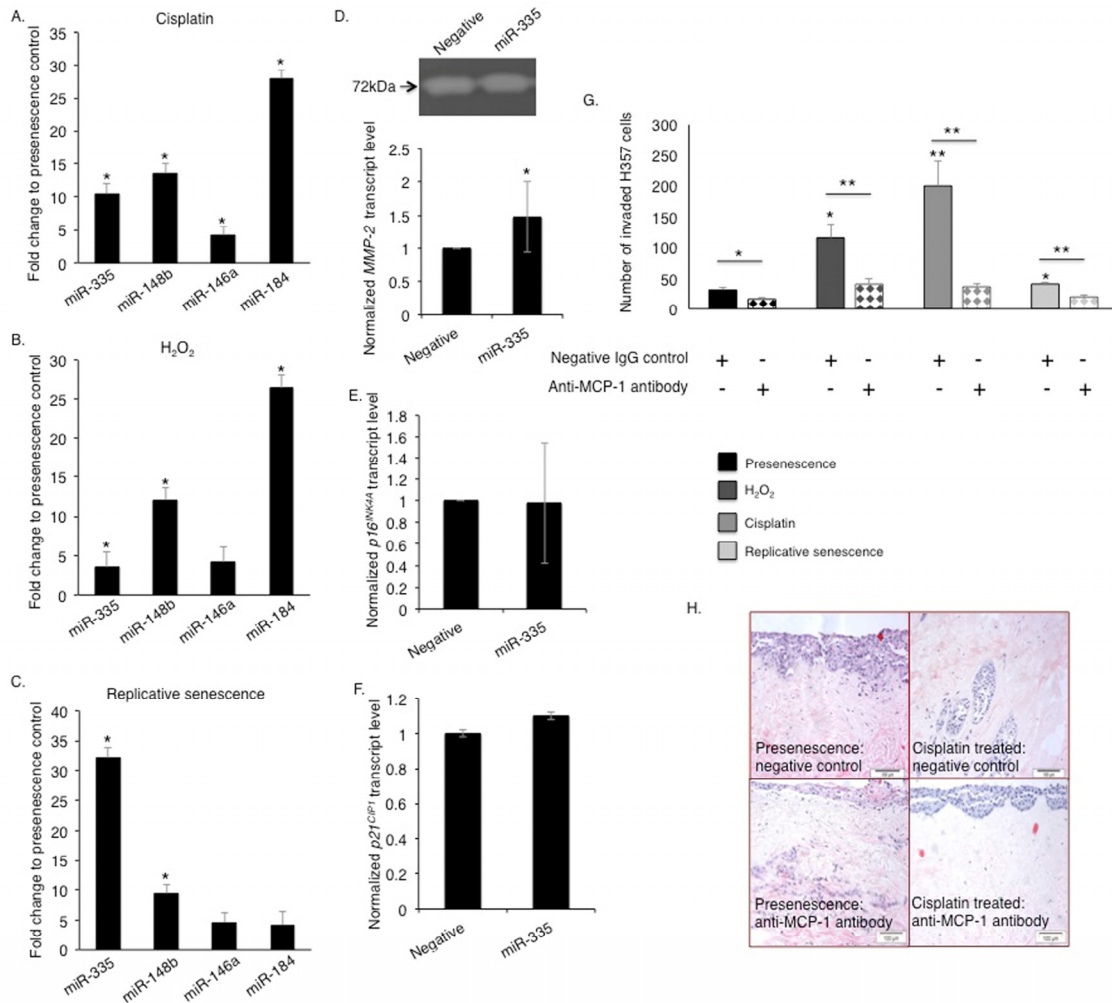 A.
Cisplatin
Fold change to presenescence control
35
30
25
20
15
10
5
0
*
*
*
*
miR-335
miR-148b
miR-146a
miR-184
B.
H₂O₂
Fold change to presenescence control
30
25
20
15
10
5
0
*
*
*
miR-335
miR-148b
miR-146a
miR-184
C.
Replicative senescence
Fold change to presenescence control
40
35
30
25
20
15
10
5
0
*
*
miR-335
miR-148b
miR-146a
miR-184
D.
Negative
miR-335
72kDa
Normalized MMP-2 transcript level
2.5
2
1.5
1
0.5
0
*
Negative
miR-335
E.
Normalized p16^INK4A transcript level
1.8
1.6
1.4
1.2
1
0.8
0.6
0.4
0.2
0
Negative
miR-335
F.
Normalized p21^CiP1 transcript level
1.2
1
0.8
0.6
0.4
0.2
0
Negative
miR-335
G.
Number of invaded H357 cells
300
250
200
150
100
50
0
*
**
*
**
**
**
*
Negative IgG control + - + - + - + -
Anti-MCP-1 antibody - + - + - + - +
Presenescence
H₂O₂
Cisplatin
Replicative senescence
H.
Presenescence:
negative control
Cisplatin treated:
negative control
Presenescence:
anti-MCP-1 antibody
100 µm
Cisplatin treated:
anti-MCP-1 antibody
100 µm